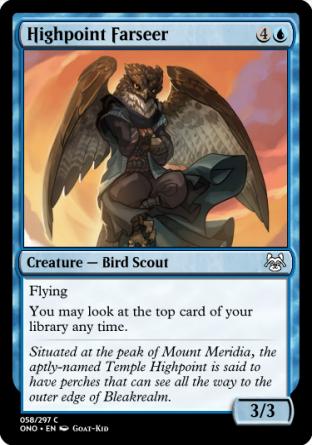 Highpoint Farseer 4
Creature — Bird Scout
Flying
You may look at the top card of your
library any time.
Situated at the peak of Mount Meridia, the
aptly-named Temple Highpoint is said to
have perches that can see all the way to the
outer edge of Bleakrealm.
3/3
058/297 C
ONO • EN Goat-Kid